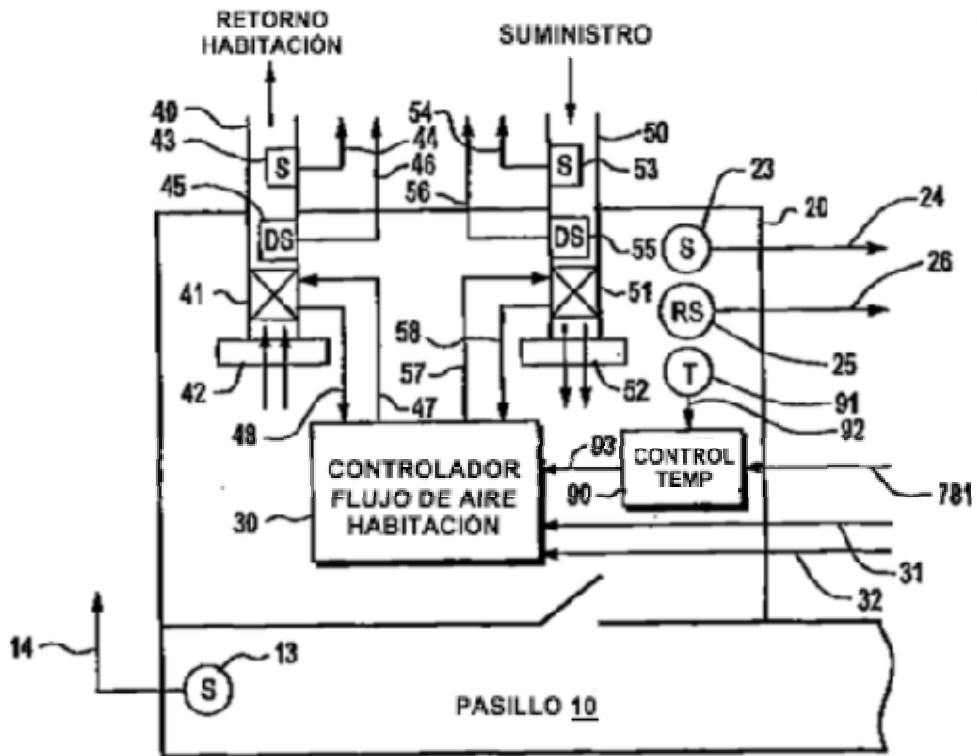 RETORNO
HABITACIÓN
SUMINISTRO
40
43
S
44
54
50
S
53
23
45
46
56
20
24
DS
DS
55
S
26
41
51
RS
58
25
42
57
52
T
91
48
47
92
CONTROLADOR
FLUJO DE AIRE
HABITACIÓN
93
CONTROL
TEMP
30
90
781
31
32
14
13
S
PASILLO 10